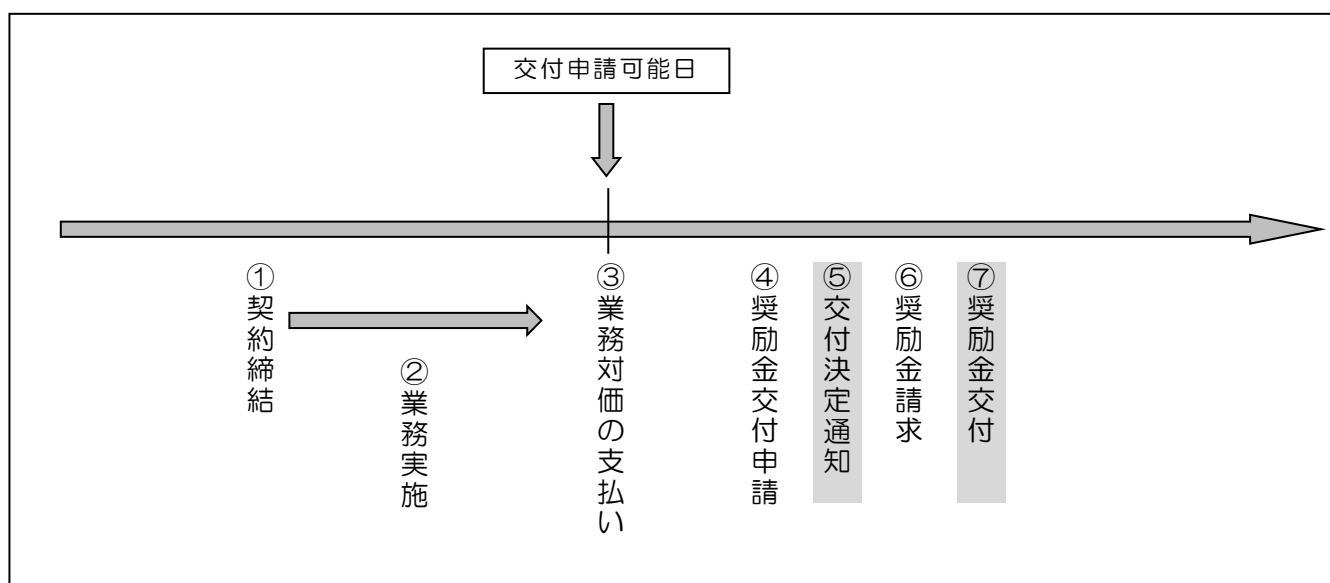 交付申請可能日
①契約締結
②業務実施
③業務対価の支払い
④奨励金交付申請
⑤交付決定通知
⑥奨励金請求
⑦奨励金交付